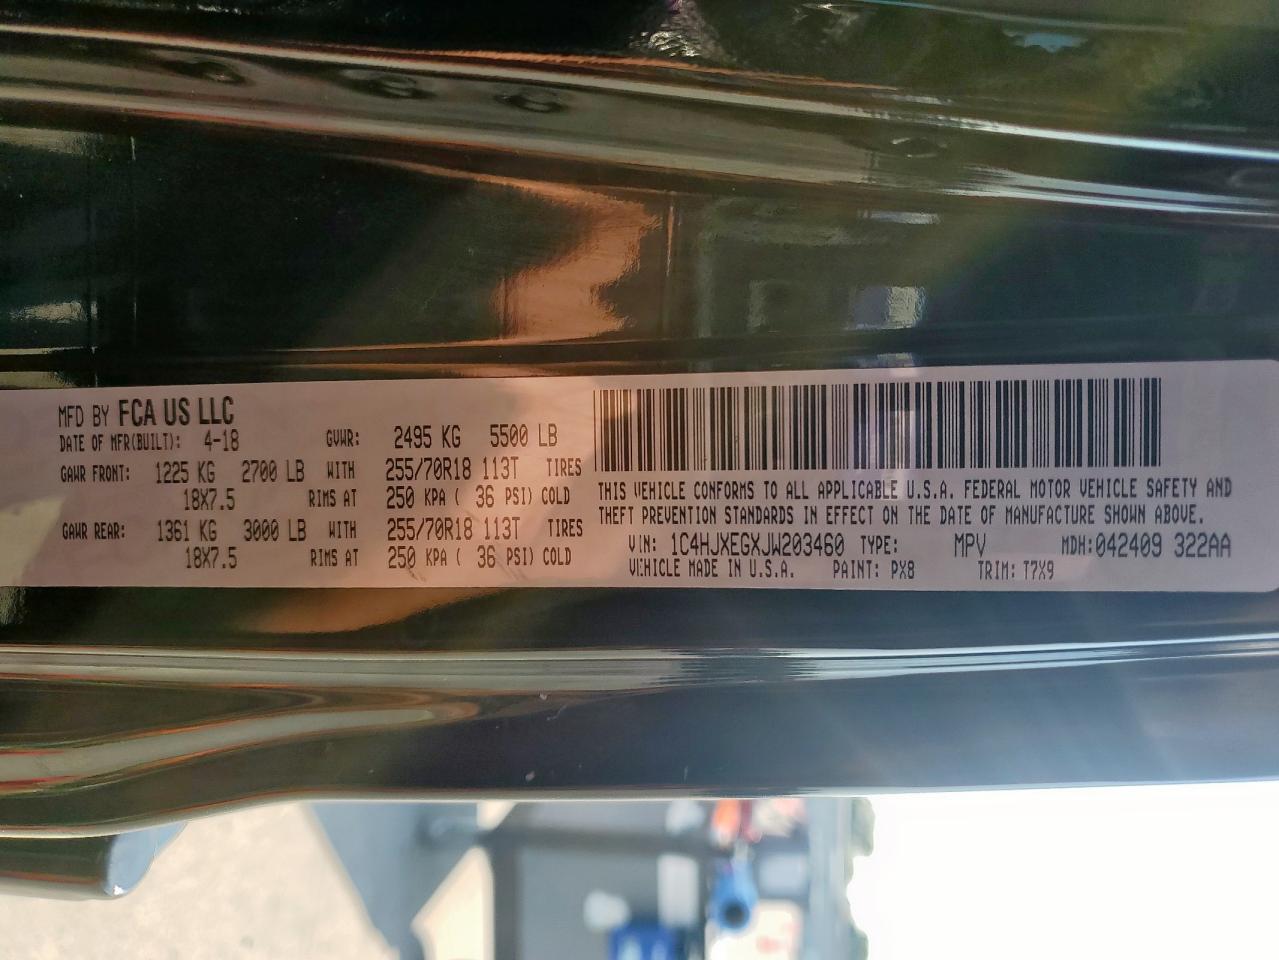 MFD BY FCA US LLC
DATE OF MFR(BUILT): 4-18 GVWR: 2495 KG 5500 LB
GAWR FRONT: 1225 KG 2700 LB WITH 255/70R18 113T TIRES
18X7.5 RIMS AT 250 KPA ( 36 PSI) COLD
GAWR REAR: 1361 KG 3000 LB WITH 255/70R18 113T TIRES
18X7.5 RIMS AT 250 KPA ( 36 PSI) COLD
THIS VEHICLE CONFORMS TO ALL APPLICABLE U.S.A. FEDERAL MOTOR VEHICLE SAFETY AND
THEFT PREVENTION STANDARDS IN EFFECT ON THE DATE OF MANUFACTURE SHOWN ABOVE.
VIN: 1C4HJXEGXJW203460 TYPE: MPV MDH:042409 322AA
VEHICLE MADE IN U.S.A. PAINT: PX8 TRIM: T7X9